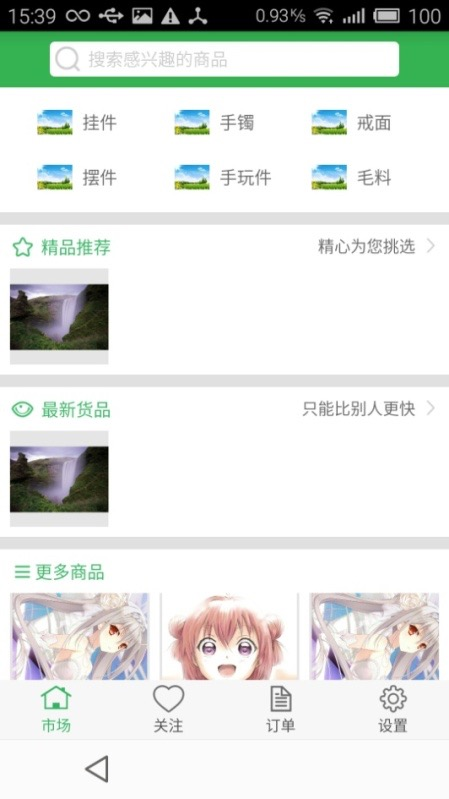 15:39 0.93K/s 100
搜索感兴趣的商品
挂件 手镯 戒面
摆件 手玩件 毛料
精品推荐 精心为您挑选
最新货品 只能比别人更快
更多商品
市场 关注 订单 设置